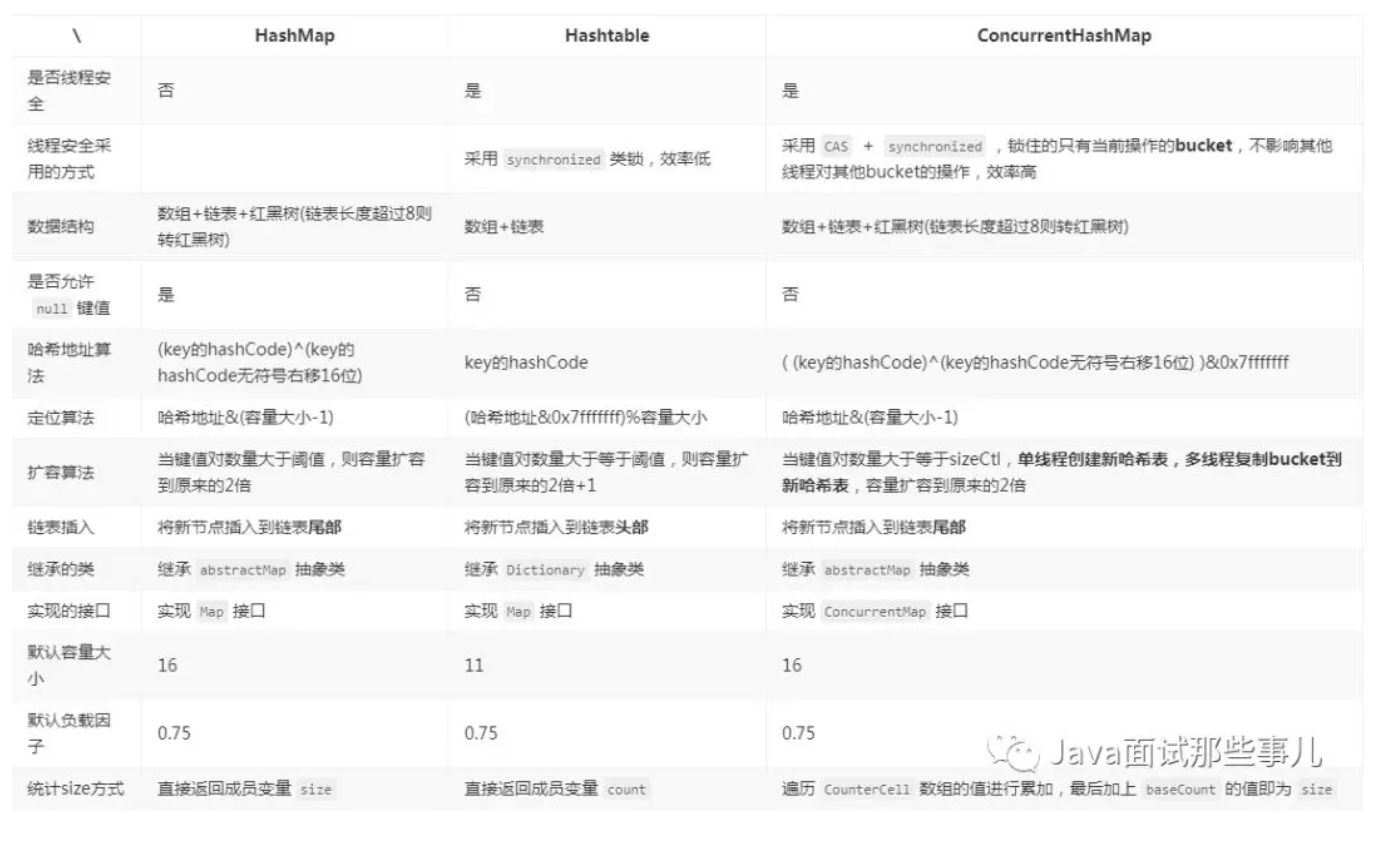 \ HashMap Hashtable ConcurrentHashMap
是否线程安
全
否 是 是
线程安全采
用的方式
采用 synchronized 类锁，效率低
采用 CAS + synchronized ，锁住的只有当前操作的bucket，不影响其他
线程对其他bucket的操作，效率高
数据结构
数组+链表+红黑树(链表长度超过8则
转红黑树)
数组+链表
数组+链表+红黑树(链表长度超过8则转红黑树)
是否允许
null 键值
是 否 否
哈希地址算
法
(key的hashCode)^(key的
hashCode无符号右移16位)
key的hashCode
( (key的hashCode)^(key的hashCode无符号右移16位) )&0x7fffffff
定位算法 哈希地址&(容量大小-1) (哈希地址&0x7fffffff)%容量大小 哈希地址&(容量大小-1)
扩容算法
当键值对数量大于阈值，则容量扩容
到原来的2倍
当键值对数量大于等于阈值，则容量扩
容到原来的2倍+1
当键值对数量大于等于sizeCtl，单线程创建新哈希表，多线程复制bucket到
新哈希表，容量扩容到原来的2倍
链表插入 将新节点插入到链表尾部 将新节点插入到链表头部 将新节点插入到链表尾部
继承的类 继承 abstractMap 抽象类 继承 Dictionary 抽象类 继承 abstractMap 抽象类
实现的接口 实现 Map 接口 实现 Map 接口 实现 ConcurrentMap 接口
默认容量大
小
16 11 16
默认负载因
子
0.75 0.75 0.75
Java面试那些事儿
统计size方式 直接返回成员变量 size 直接返回成员变量 count 遍历 CounterCell 数组的值进行累加，最后加上 baseCount 的值即为 size